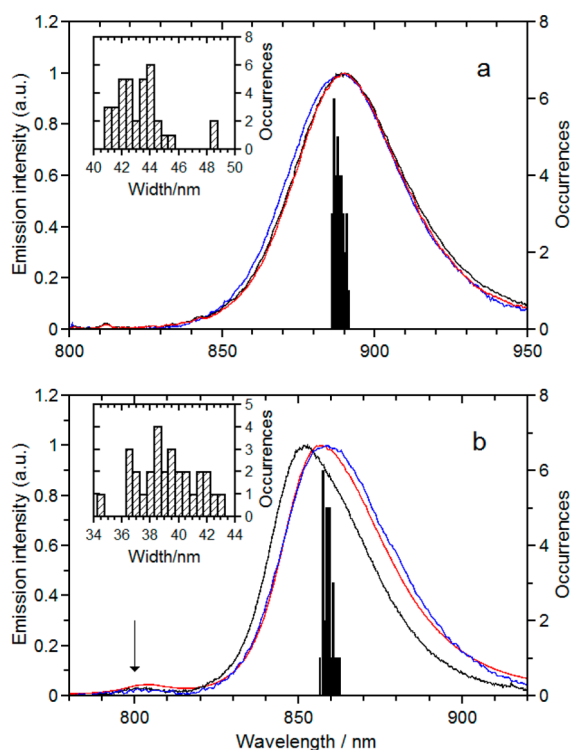 a
Emission intensity (a.u.)
1.2
1
0.8
0.6
0.4
0.2
0
800 850 900 950
8
6
4
2
0
Occurrences
8
6
4
2
0
Occurrences
40 42 44 46 48 50
Width/nm
b
Emission intensity (a.u.)
1.2
1
0.8
0.6
0.4
0.2
0
800 850 900
Wavelength / nm
8
6
4
2
0
Occurrences
5
4
3
2
1
0
Occurrences
34 36 38 40 42 44
Width/nm